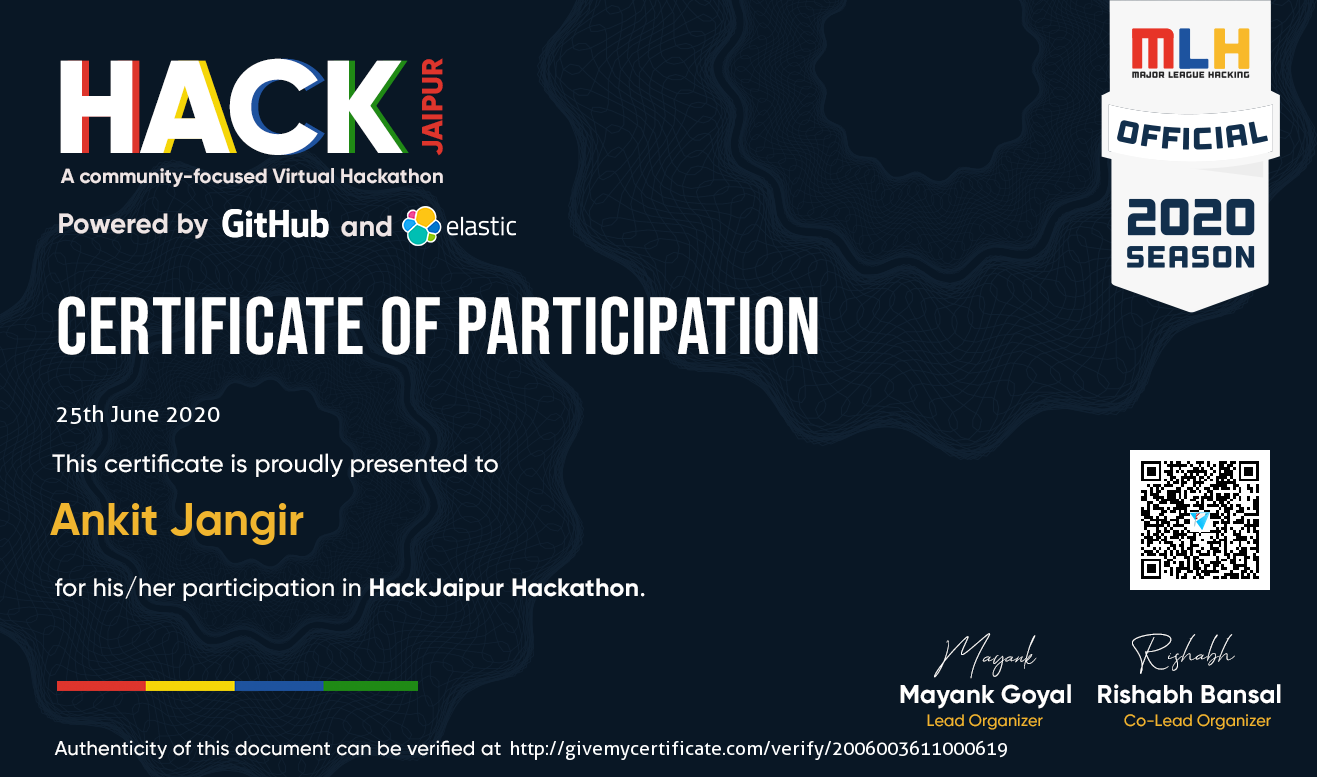 HACK JAIPUR
A community-focused Virtual Hackathon
Powered by GitHub and elastic
MLH
MAJOR LEAGUE HACKING
OFFICIAL
2020
SEASON
CERTIFICATE OF PARTICIPATION
25th June 2020
This certificate is proudly presented to
Ankit Jangir
for his/her participation in HackJaipur Hackathon.
Mayank Rishabh
Mayank Goyal Rishabh Bansal
Lead Organizer Co-Lead Organizer
Authenticity of this document can be verified at http://givemycertificate.com/verify/2006003611000619